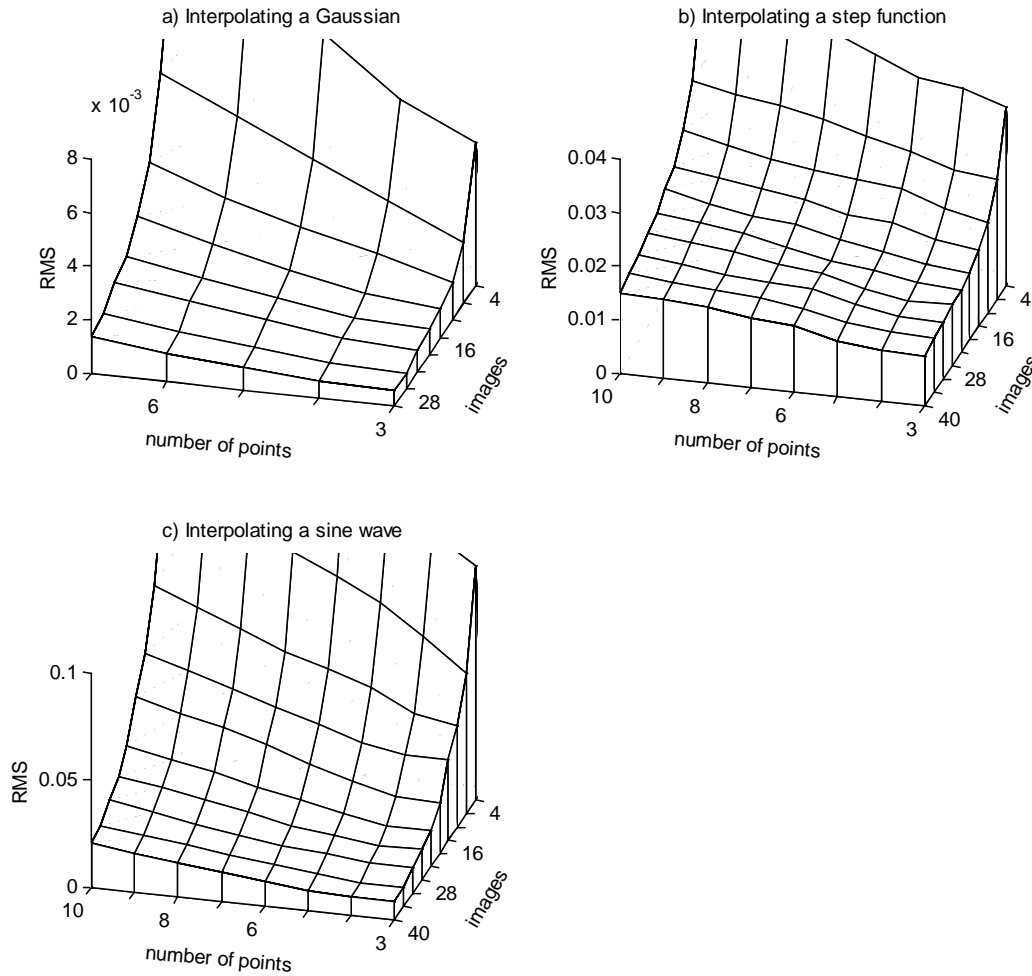 a) Interpolating a Gaussian
x 10-3
8
6
4
2
0
RMS
6
3
number of points
4
16
28
images
b) Interpolating a step function
0.04
0.03
0.02
0.01
0
RMS
10
8
6
3
number of points
4
16
28
40
images
c) Interpolating a sine wave
0.1
0.05
0
RMS
10
8
6
3
number of points
4
16
28
40
images